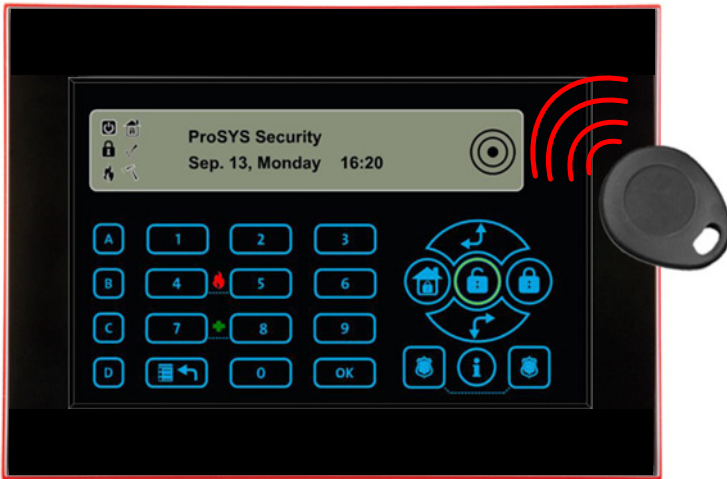 ProSYS Security
Sep. 13, Monday 16:20
A 1 2 3
B 4 5 6
C 7 8 9
D 0 OK i